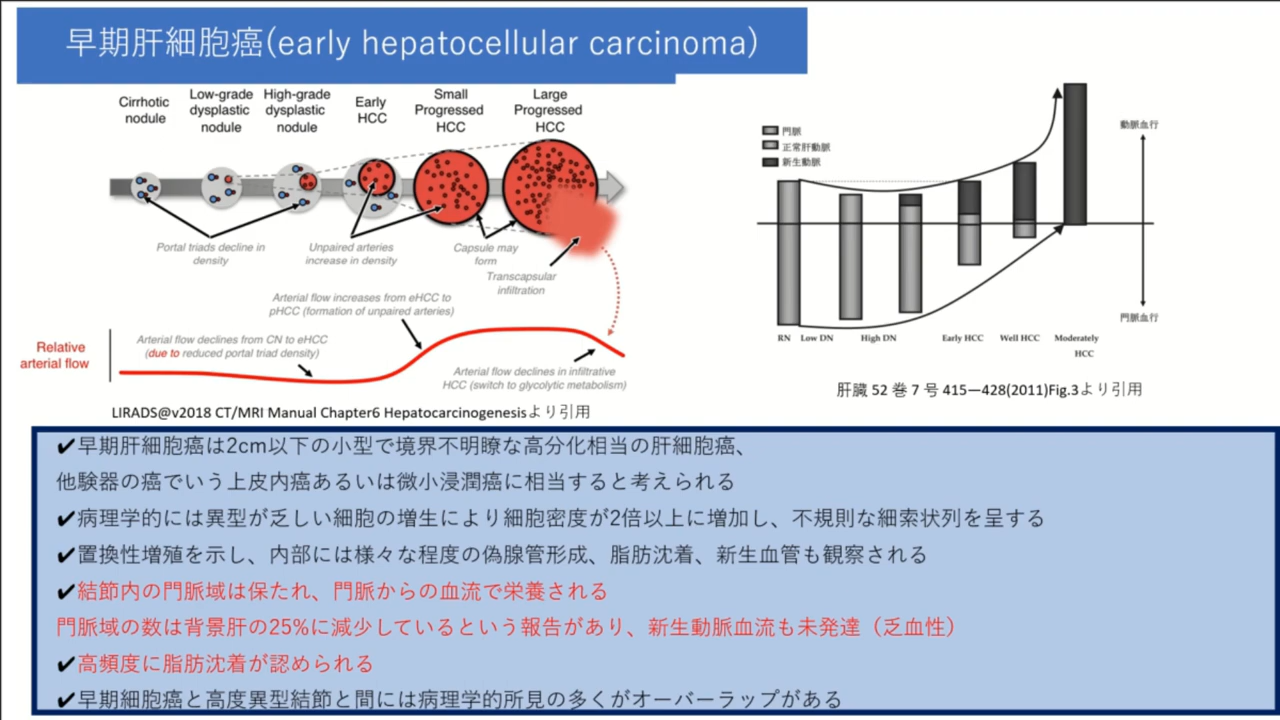 早期肝細胞癌(early hepatocellular carcinoma)
Cirrhotic
nodule
Low-grade
dysplastic
nodule
High-grade
dysplastic
nodule
Early
HCC
Small
Progressed
HCC
Large
Progressed
HCC
Portal triads decline in
density
Unpaired arteries
increase in density
Capsule may
form
Transcapsular
infiltration
Arterial flow increases from eHCC to
pHCC (formation of unpaired arteries)
Arterial flow declines from CN to eHCC
(due to reduced portal triad density)
Relative
arterial flow
Arterial flow declines in infiltrative
HCC (switch to glycolytic metabolism)
LIRADS@v2018 CT/MRI Manual Chapter6 Hepatocarcinogenesisより引用
門脈
正常肝動脈
新生動脈
動脈血行
門脈血行
RN Low DN High DN Early HCC Well HCC Moderately
HCC
肝臓 52 巻 7 号 415—428(2011)Fig.3より引用
✔早期肝細胞癌は2cm以下の小型で境界不明瞭な高分化相当の肝細胞癌、
他験器の癌でいう上皮内癌あるいは微小浸潤癌に相当すると考えられる
✔病理学的には異型が乏しい細胞の増生により細胞密度が2倍以上に増加し、不規則な細索状列を呈する
✔置換性増殖を示し、内部には様々な程度の偽腺管形成、脂肪沈着、新生血管も観察される
✔結節内の門脈域は保たれ、門脈からの血流で栄養される
門脈域の数は背景肝の25%に減少しているという報告があり、新生動脈血流も未発達（乏血性）
✔高頻度に脂肪沈着が認められる
✔早期細胞癌と高度異型結節と間には病理学的所見の多くがオーバーラップがある